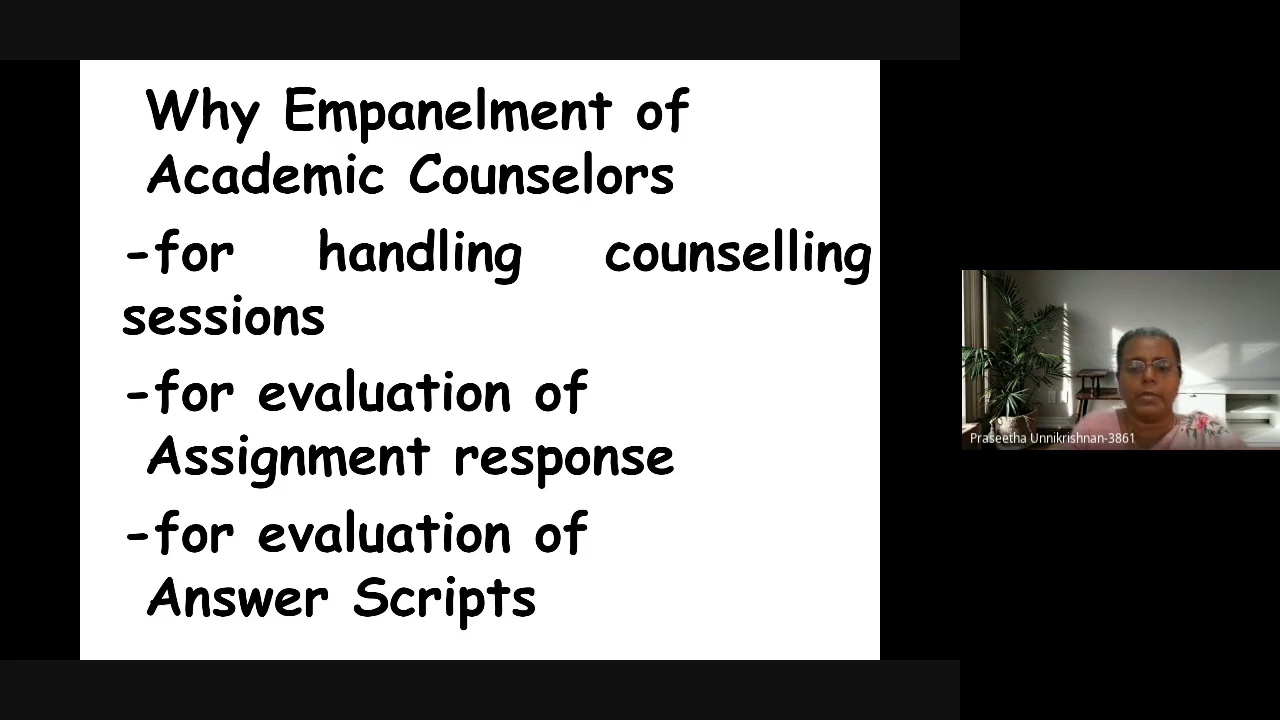 Why Empanelment of
Academic Counselors
-for handling counselling
sessions
-for evaluation of
Assignment response
-for evaluation of
Answer Scripts
Praseetha Unnikrishnan-3861